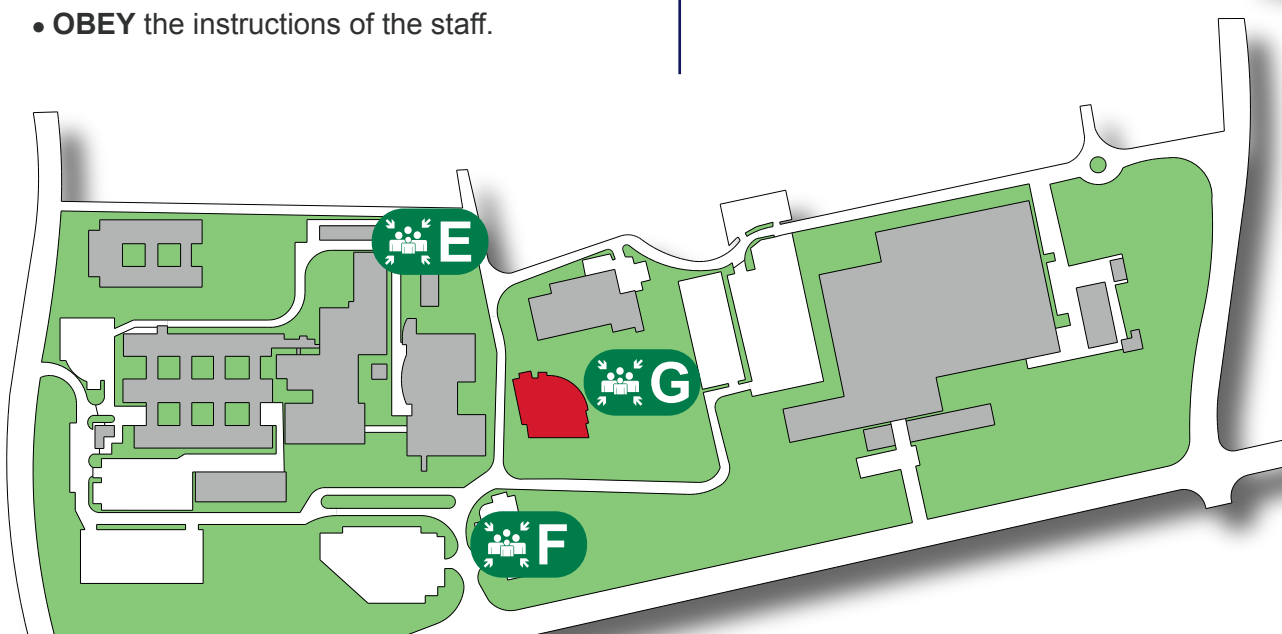 • OBEY the instructions of the staff.
E
G
F